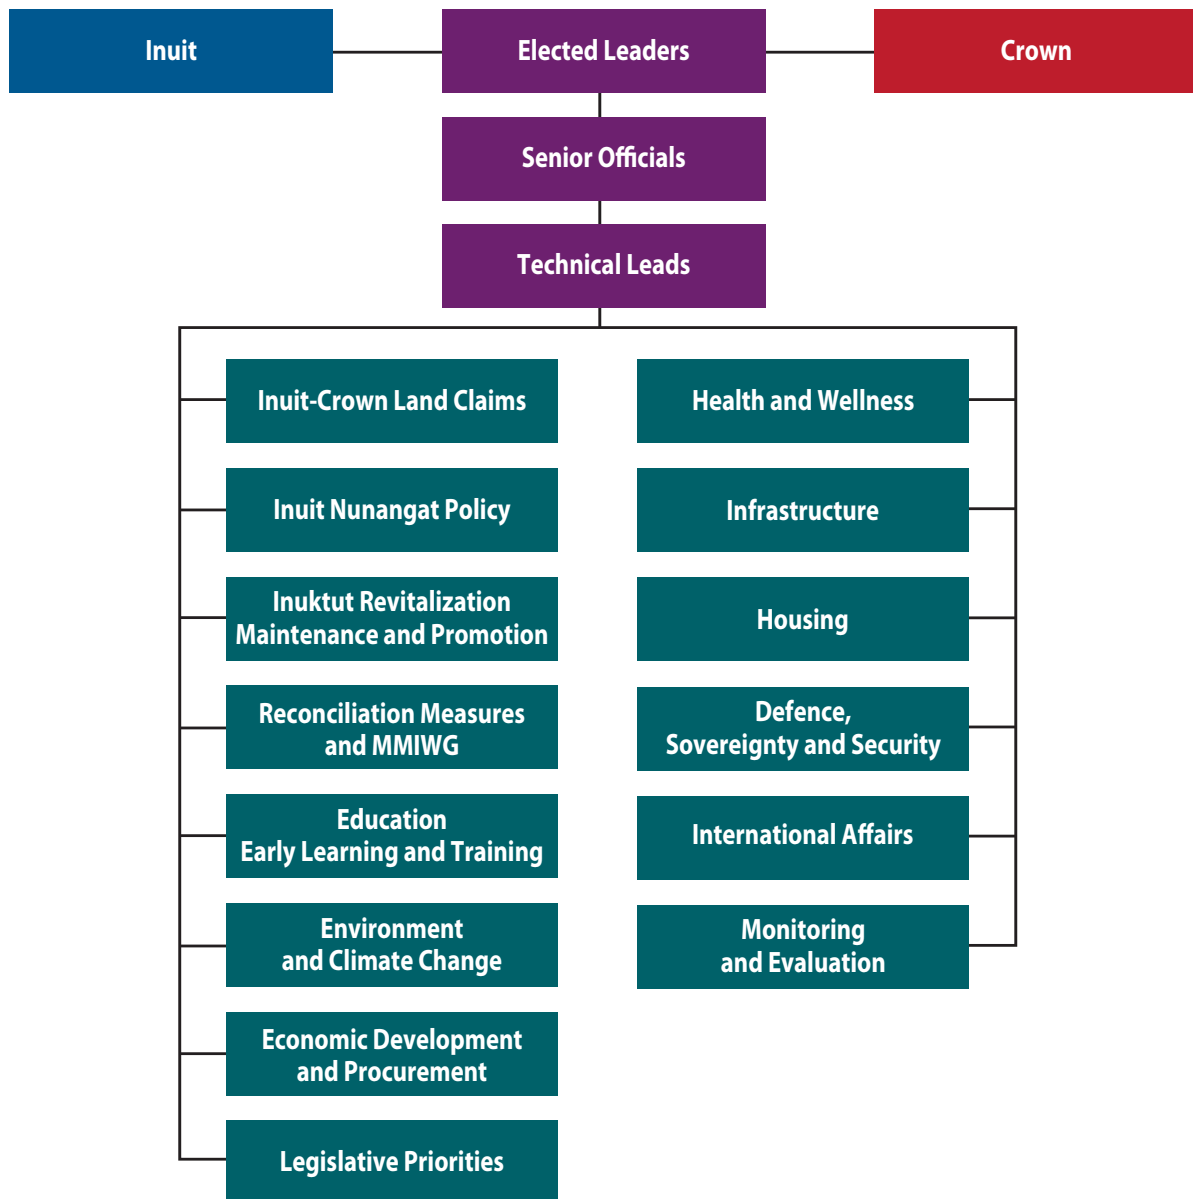 Inuit
Elected Leaders
Crown
Senior Officials
Technical Leads
Inuit-Crown Land Claims
Inuit Nunangat Policy
Inuktut Revitalization
Maintenance and Promotion
Reconciliation Measures
and MMIWG
Education
Early Learning and Training
Environment
and Climate Change
Economic Development
and Procurement
Legislative Priorities
Health and Wellness
Infrastructure
Housing
Defence,
Sovereignty and Security
International Affairs
Monitoring
and Evaluation